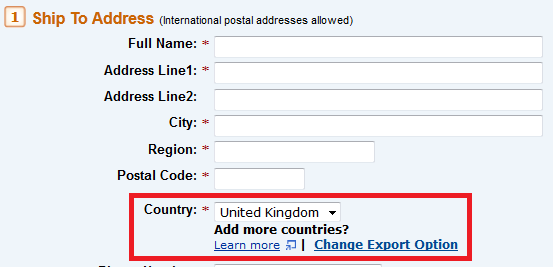 1 Ship To Address (International postal addresses allowed)
Full Name: *
Address Line1: *
Address Line2:
City: *
Region: *
Postal Code: *
Country: * United Kingdom
Add more countries?
Learn more | Change Export Option